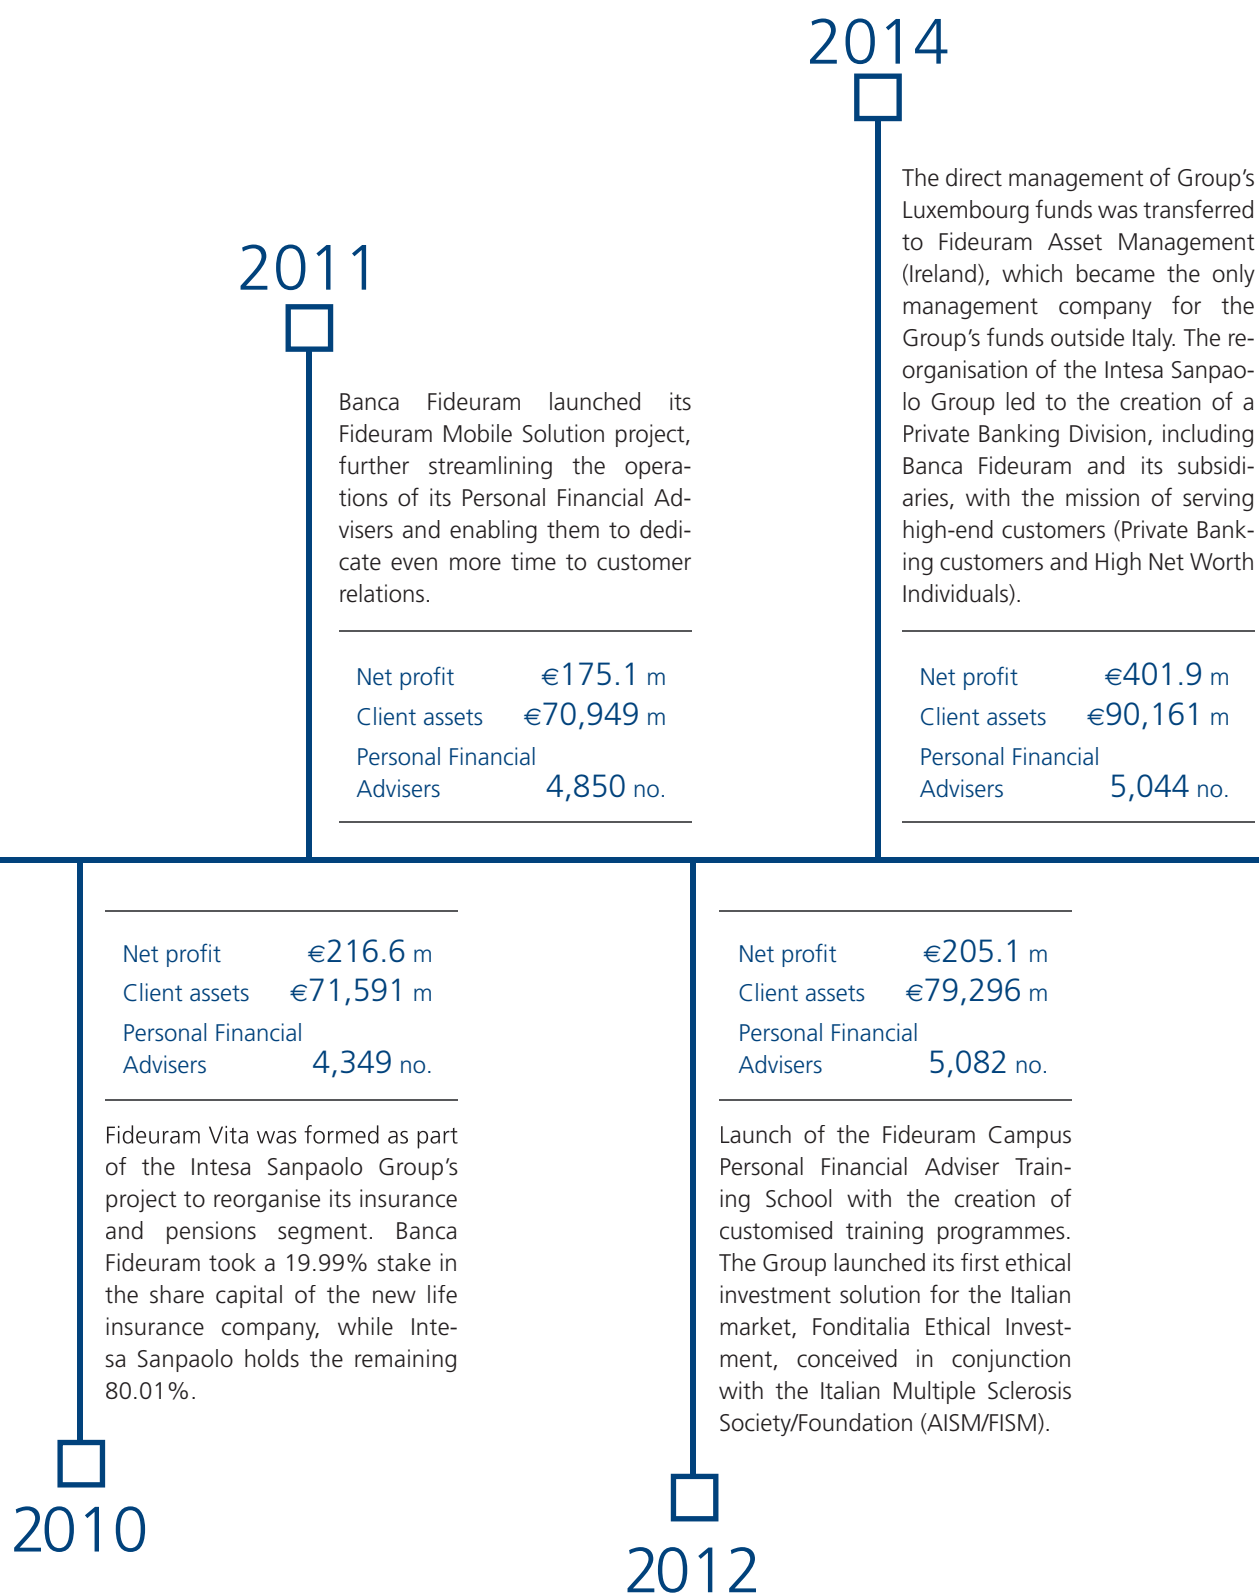 2014
The direct management of Group’s
Luxembourg funds was transferred
to Fideuram Asset Management
(Ireland), which became the only
management company for the
Group’s funds outside Italy. The re-
organisation of the Intesa Sanpao-
lo Group led to the creation of a
Private Banking Division, including
Banca Fideuram and its subsidi-
aries, with the mission of serving
high-end customers (Private Bank-
ing customers and High Net Worth
Individuals).
Net profit €401.9 m
Client assets €90,161 m
Personal Financial
Advisers 5,044 no.
2011
Banca Fideuram launched its
Fideuram Mobile Solution project,
further streamlining the opera-
tions of its Personal Financial Ad-
visers and enabling them to dedi-
cate even more time to customer
relations.
Net profit €175.1 m
Client assets €70,949 m
Personal Financial
Advisers 4,850 no.
Net profit €216.6 m
Client assets €71,591 m
Personal Financial
Advisers 4,349 no.
Fideuram Vita was formed as part
of the Intesa Sanpaolo Group’s
project to reorganise its insurance
and pensions segment. Banca
Fideuram took a 19.99% stake in
the share capital of the new life
insurance company, while Inte-
sa Sanpaolo holds the remaining
80.01%.
2010
Net profit €205.1 m
Client assets €79,296 m
Personal Financial
Advisers 5,082 no.
Launch of the Fideuram Campus
Personal Financial Adviser Train-
ing School with the creation of
customised training programmes.
The Group launched its first ethical
investment solution for the Italian
market, Fonditalia Ethical Invest-
ment, conceived in conjunction
with the Italian Multiple Sclerosis
Society/Foundation (AISM/FISM).
2012